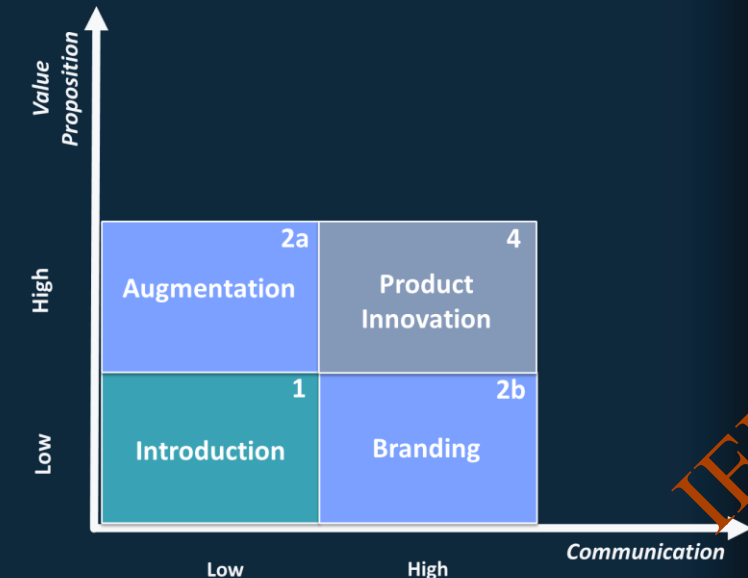 Value
Proposition
2a
4
Augmentation
Product
Innovation
High
1
2b
Introduction
Branding
Low
Communication
Low
High